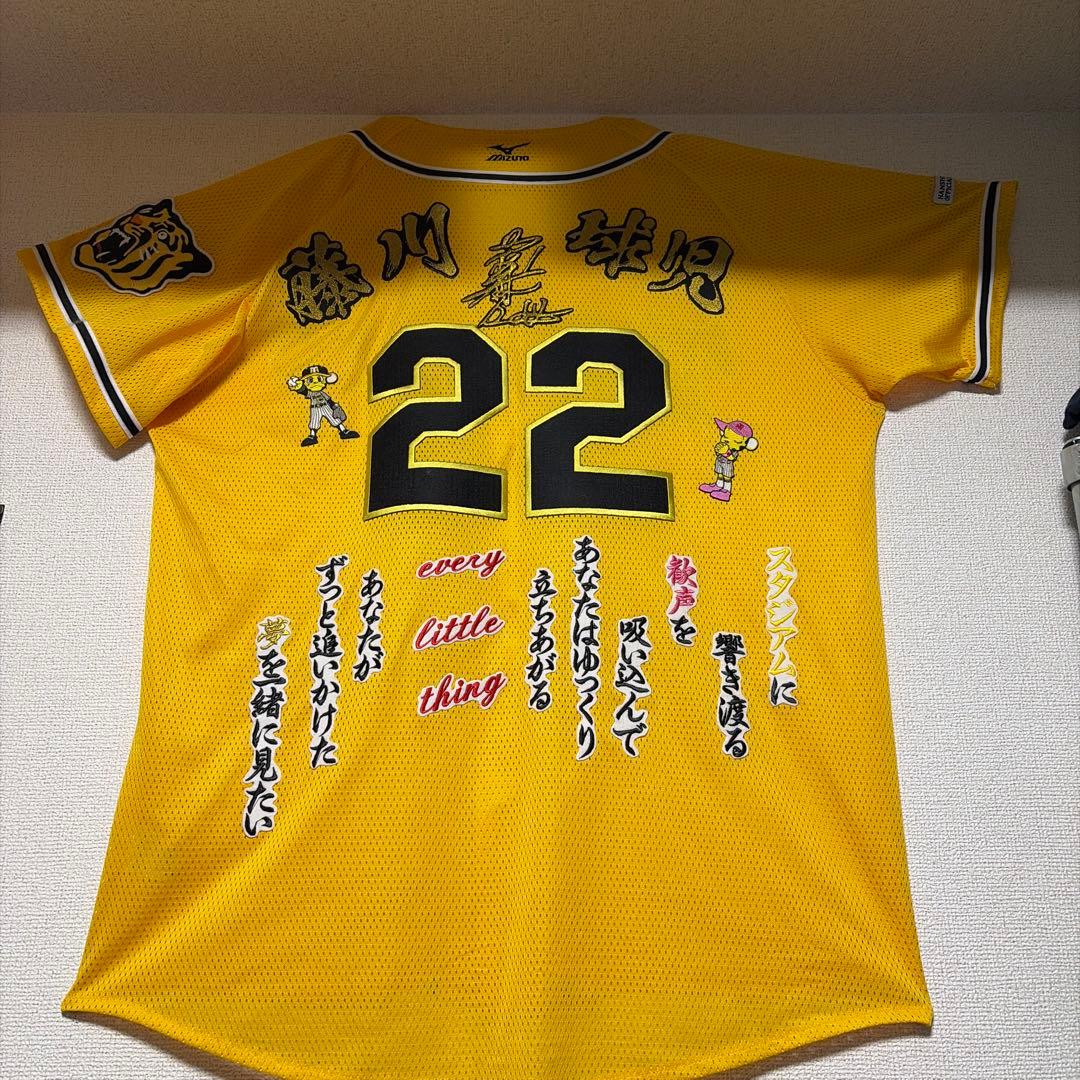 MIZUNO
藤川 球児
22
スタジアムに
響き渡る
歓声を
吸い込んで
あなたはゆっくり
立ちあがる
every
little
thing
あなたが
ずっと追いかけた
夢を一緒に見たい